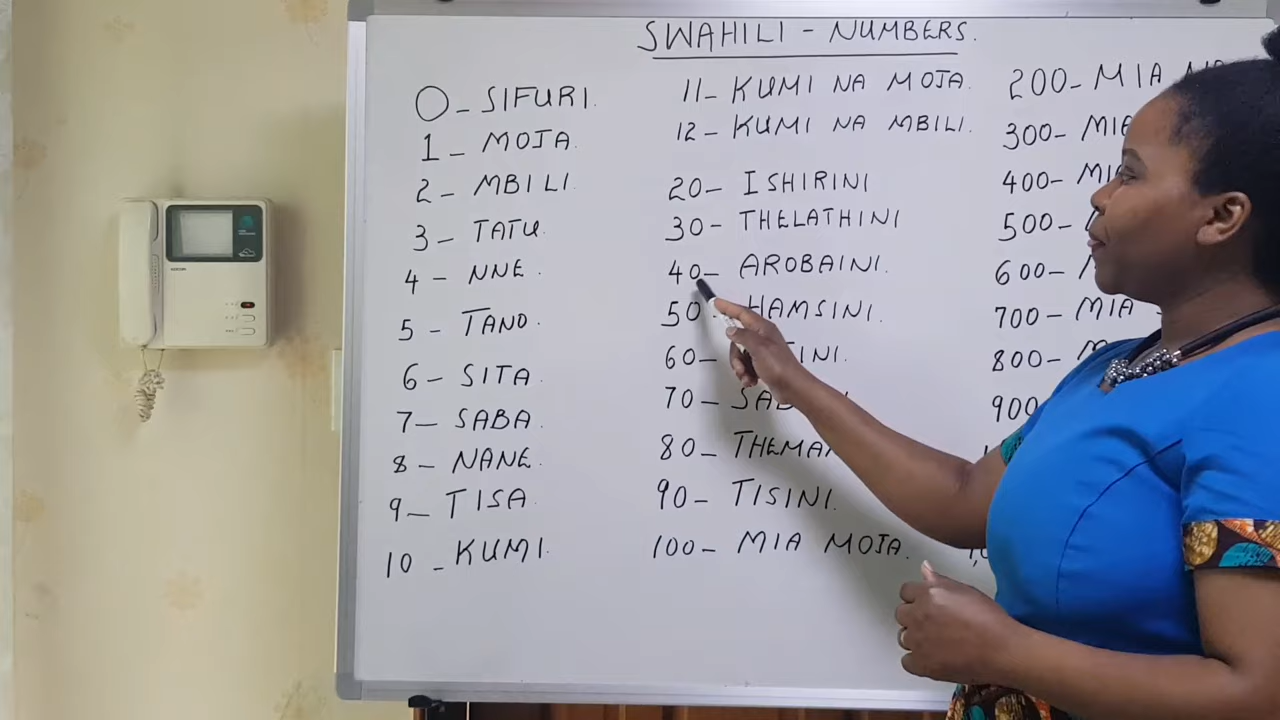 SWAHILI - NUMBERS.
0 - SIFURI.
1 - MOJA.
2 - MBILI
3 - TATU.
4 - NNE.
5 - TANO.
6 - SITA.
7 - SABA.
8 - NANE.
9 - TISA.
10 - KUMI.
11 - KUMI NA MOJA.
12 - KUMI NA MBILI.
20 - ISHIRINI
30 - THELATHINI
40 - AROBAINI.
50 - HAMSINI.
60 -
70 -
80 -
90 - TISINI.
100 - MIA MOJA.
200 - MIA
300 - MIA
400 -
500 -
600 -
700 - MIA
800 -
900